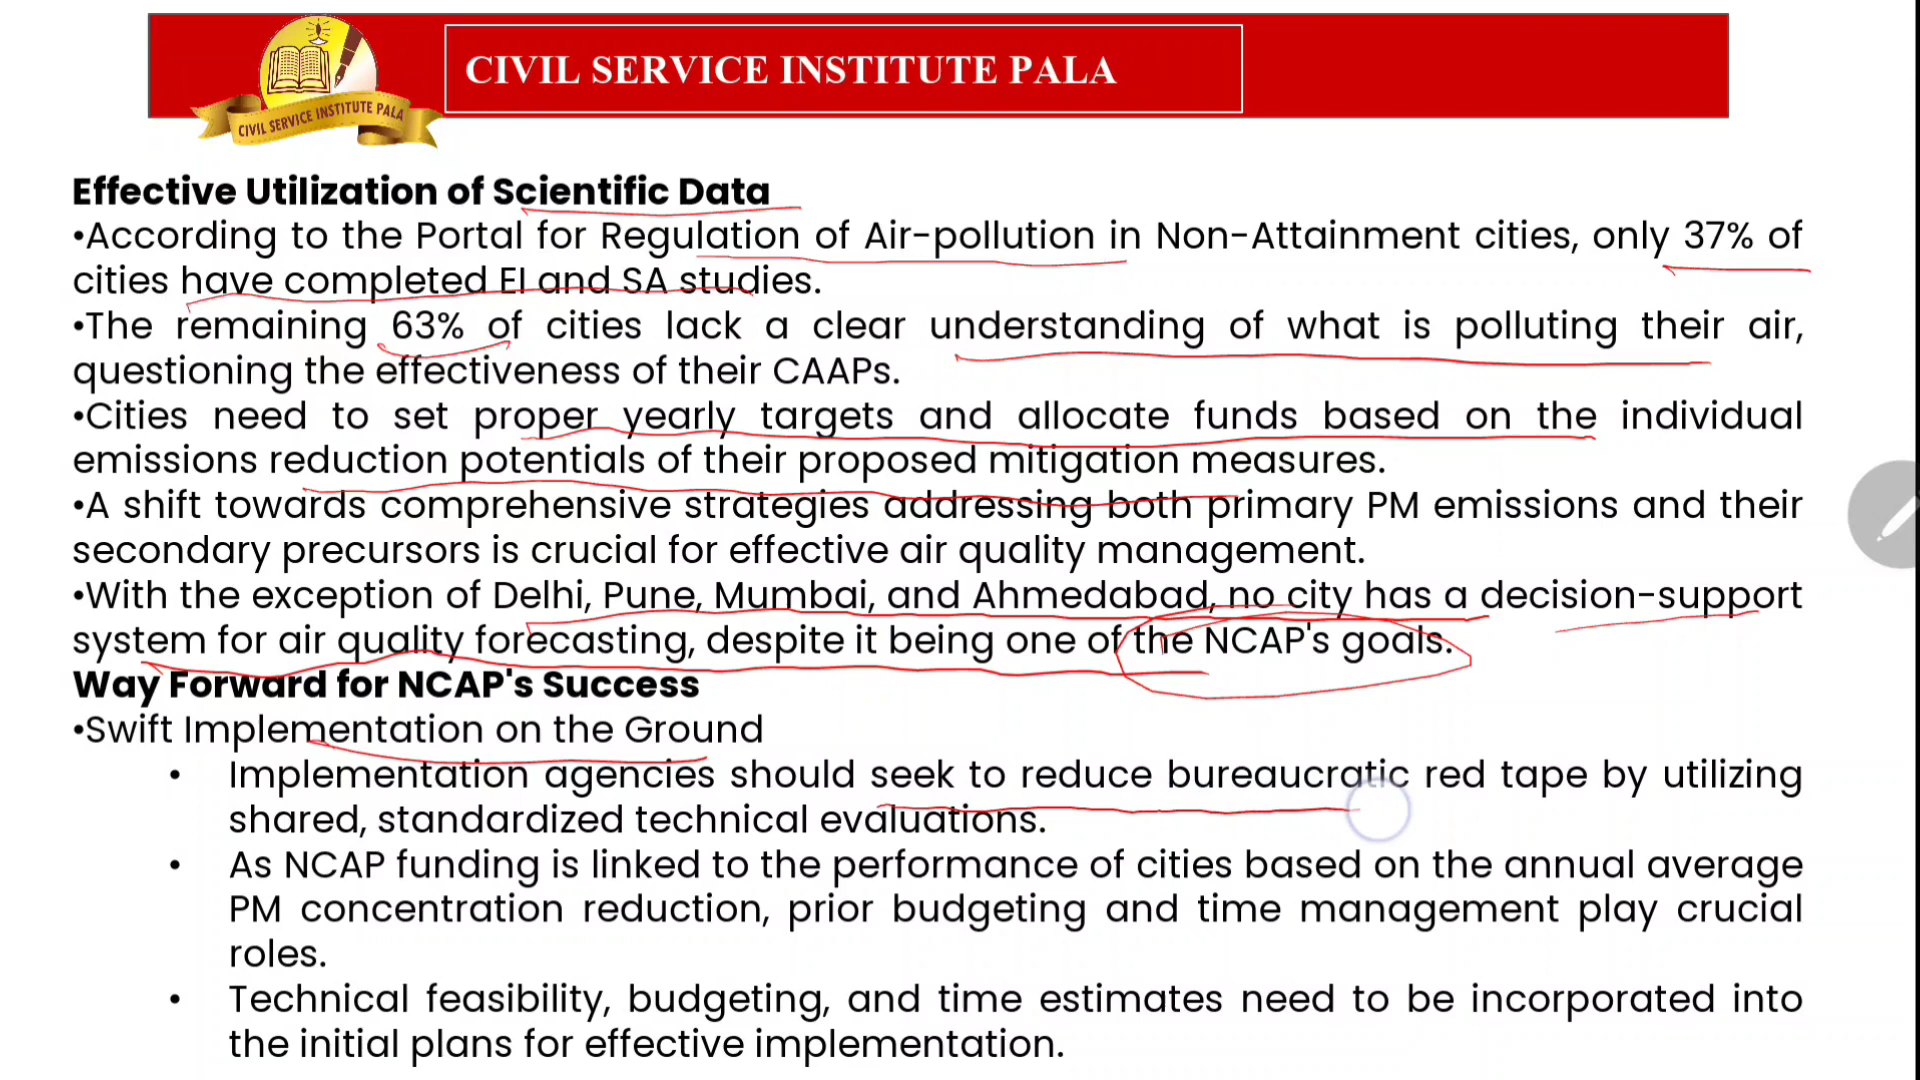 CIVIL SERVICE INSTITUTE PALA
CIVIL SERVICE INSTITUTE PALA
Effective Utilization of Scientific Data
•According to the Portal for Regulation of Air-pollution in Non-Attainment cities, only 37% of
cities have completed EI and SA studies.
•The remaining 63% of cities lack a clear understanding of what is polluting their air,
questioning the effectiveness of their CAAPs.
•Cities need to set proper yearly targets and allocate funds based on the individual
emissions reduction potentials of their proposed mitigation measures.
•A shift towards comprehensive strategies addressing both primary PM emissions and their
secondary precursors is crucial for effective air quality management.
•With the exception of Delhi, Pune, Mumbai, and Ahmedabad, no city has a decision-support
system for air quality forecasting, despite it being one of the NCAP's goals.
Way Forward for NCAP's Success
•Swift Implementation on the Ground
• Implementation agencies should seek to reduce bureaucratic red tape by utilizing
shared, standardized technical evaluations.
• As NCAP funding is linked to the performance of cities based on the annual average
PM concentration reduction, prior budgeting and time management play crucial
roles.
• Technical feasibility, budgeting, and time estimates need to be incorporated into
the initial plans for effective implementation.